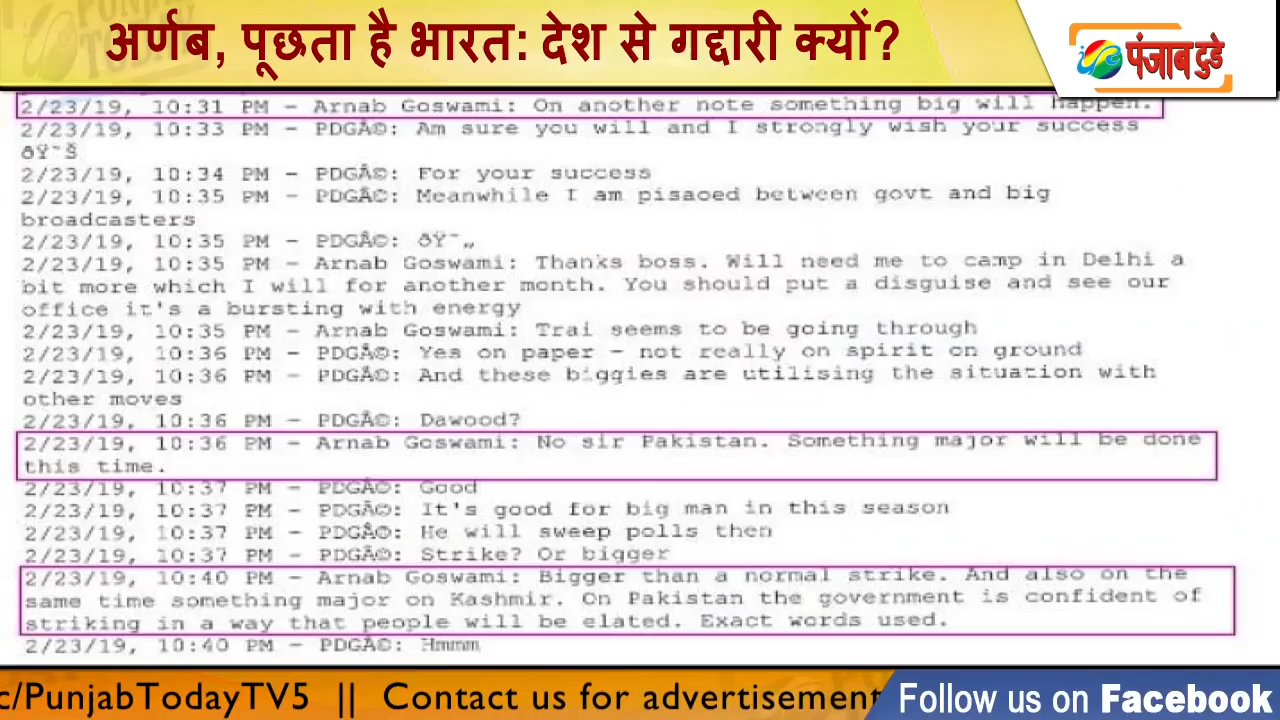 अर्णब, पूछता है भारत: देश से गद्दारी क्यों?
पंजाब टुडे
2/23/19, 10:31 PM - Arnab Goswami: On another note something big will happen.
2/23/19, 10:33 PM - PDGÂ©: Am sure you will and I strongly wish your success
ðŸ˜§
2/23/19, 10:34 PM - PDGÂ©: For your success
2/23/19, 10:35 PM - PDGÂ©: Meanwhile I am pisaoed between govt and big
broadcasters
2/23/19, 10:35 PM - PDGÂ©: ðŸ˜„
2/23/19, 10:35 PM - Arnab Goswami: Thanks boss. Will need me to camp in Delhi a
bit more which I will for another month. You should put a disguise and see our
office it's a bursting with energy
2/23/19, 10:35 PM - Arnab Goswami: Trai seems to be going through
2/23/19, 10:36 PM - PDGÂ©: Yes on paper - not really on spirit on ground
2/23/19, 10:36 PM - PDGÂ©: And these biggies are utilising the situation with
other moves
2/23/19, 10:36 PM - PDGÂ©: Dawood?
2/23/19, 10:36 PM - Arnab Goswami: No sir Pakistan. Something major will be done
this time.
2/23/19, 10:37 PM - PDGÂ©: Good
2/23/19, 10:37 PM - PDGÂ©: It's good for big man in this season
2/23/19, 10:37 PM - PDGÂ©: He will sweep polls then
2/23/19, 10:37 PM - PDGÂ©: Strike? Or bigger
2/23/19, 10:40 PM - Arnab Goswami: Bigger than a normal strike. And also on the
same time something major on Kashmir. On Pakistan the government is confident of
striking in a way that people will be elated. Exact words used.
2/23/19, 10:40 PM - PDGÂ©: Hmmm
c/PunjabTodayTV5 || Contact us for advertisement
Follow us on Facebook